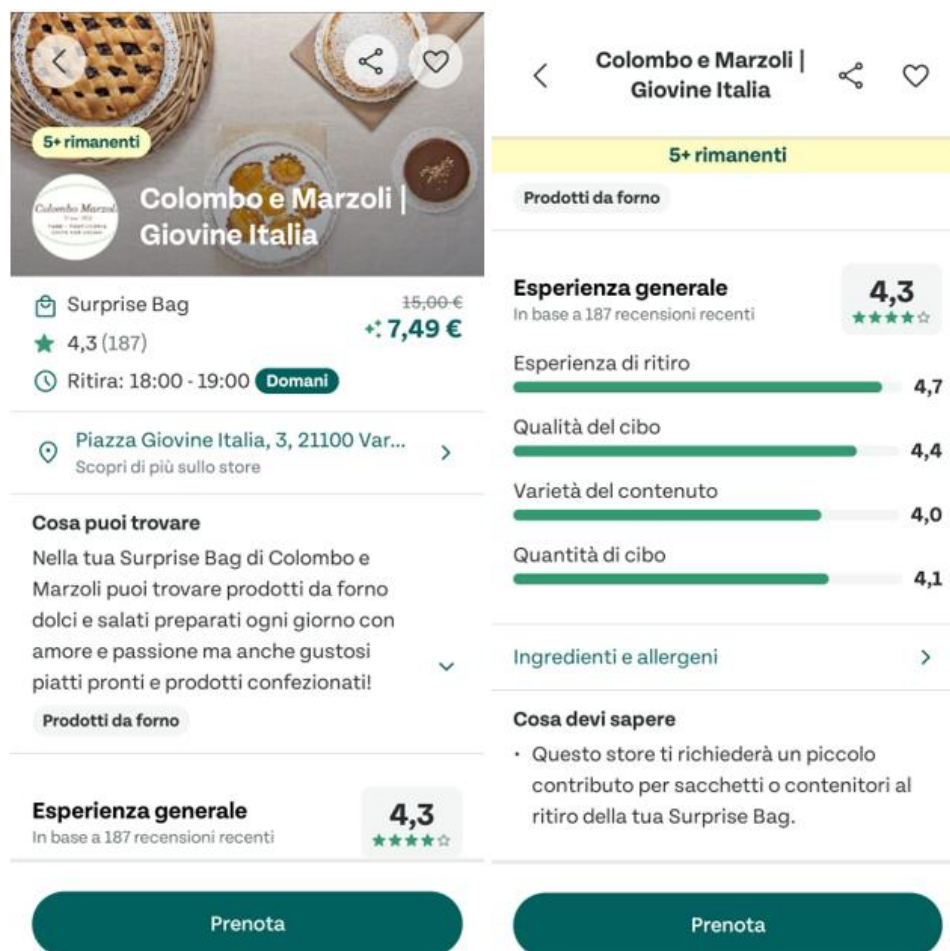 5+ rimanenti
Colombo Marzoli
Colombo e Marzoli |
Giovine Italia
Surprise Bag
15,00 €
7,49 €
4,3 (187)
Ritira: 18:00 - 19:00 Domani
Piazza Giovine Italia, 3, 21100 Var...
Scopri di più sullo store
Cosa puoi trovare
Nella tua Surprise Bag di Colombo e
Marzoli puoi trovare prodotti da forno
dolci e salati preparati ogni giorno con
amore e passione ma anche gustosi
piatti pronti e prodotti confezionati!
Prodotti da forno
Esperienza generale
4,3
In base a 187 recensioni recenti
Prenota
Colombo e Marzoli |
Giovine Italia
5+ rimanenti
Prodotti da forno
Esperienza generale
4,3
In base a 187 recensioni recenti
Esperienza di ritiro
4,7
Qualità del cibo
4,4
Varietà del contenuto
4,0
Quantità di cibo
4,1
Ingredienti e allergeni
Cosa devi sapere
• Questo store ti richiederà un piccolo
contributo per sacchetti o contenitori al
ritiro della tua Surprise Bag.
Prenota